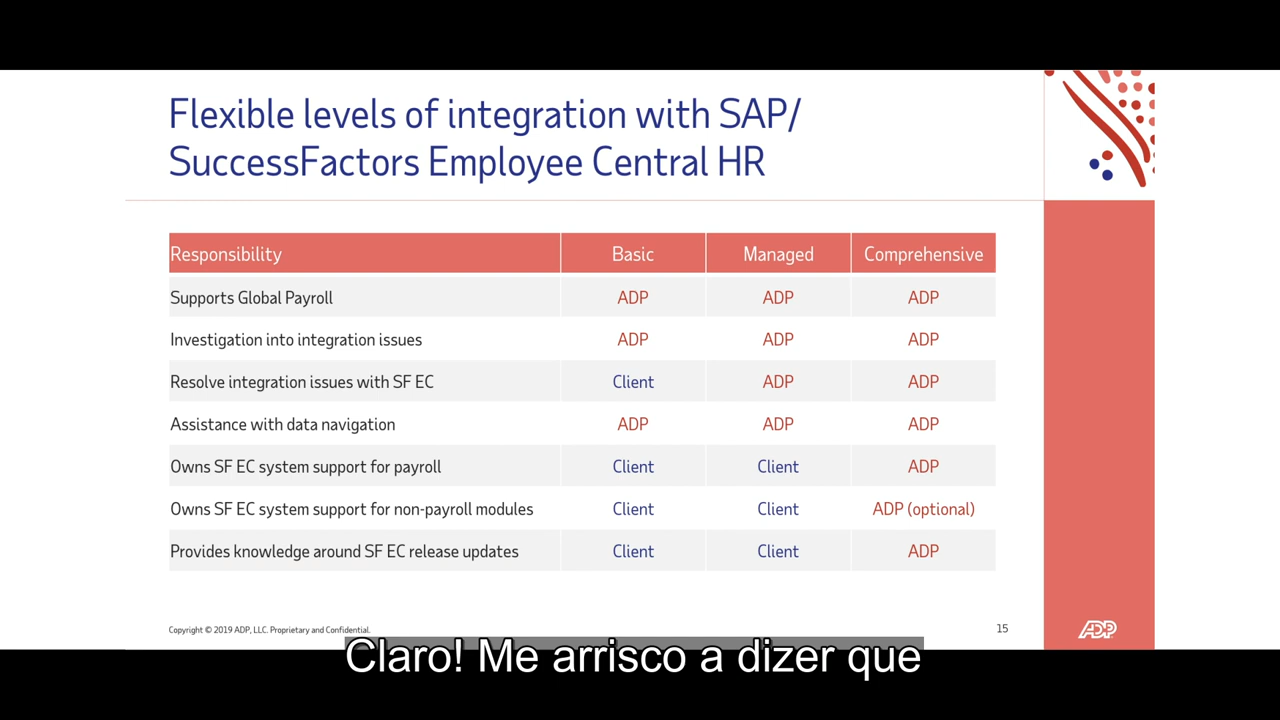 Flexible levels of integration with SAP/
SuccessFactors Employee Central HR
Responsibility Basic Managed Comprehensive
Supports Global Payroll ADP ADP ADP
Investigation into integration issues ADP ADP ADP
Resolve integration issues with SF EC Client ADP ADP
Assistance with data navigation ADP ADP ADP
Owns SF EC system support for payroll Client Client ADP
Owns SF EC system support for non-payroll modules Client Client ADP (optional)
Provides knowledge around SF EC release updates Client Client ADP
Copyright © 2019 ADP, LLC. Proprietary and Confidential. 15
ADP
Claro! Me arrisco a dizer que